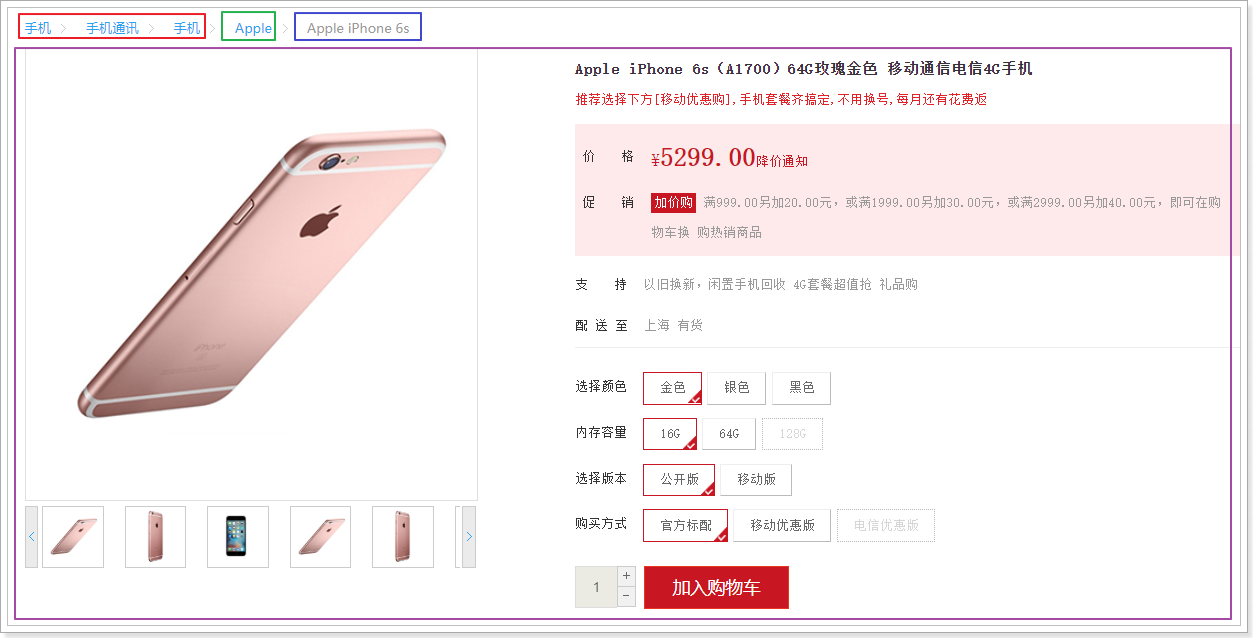 手机 手机通讯 手机 Apple Apple iPhone 6s
Apple iPhone 6s（A1700）64G玫瑰金色 移动通信电信4G手机
推荐选择下方[移动优惠购],手机套餐齐搞定,不用换号,每月还有花费返
价 格 ¥5299.00降价通知
促 销 加价购 满999.00另加20.00元，或满1999.00另加30.00元，或满2999.00另加40.00元，即可在购
物车换 购热销商品
支 持 以旧换新，闲置手机回收 4G套餐超值抢 礼品购
配 送 至 上海 有货
选择颜色 金色 银色 黑色
内存容量 16G 64G 128G
选择版本 公开版 移动版
购买方式 官方标配 移动优惠版 电信优惠版
1 + − 加入购物车
iPhone